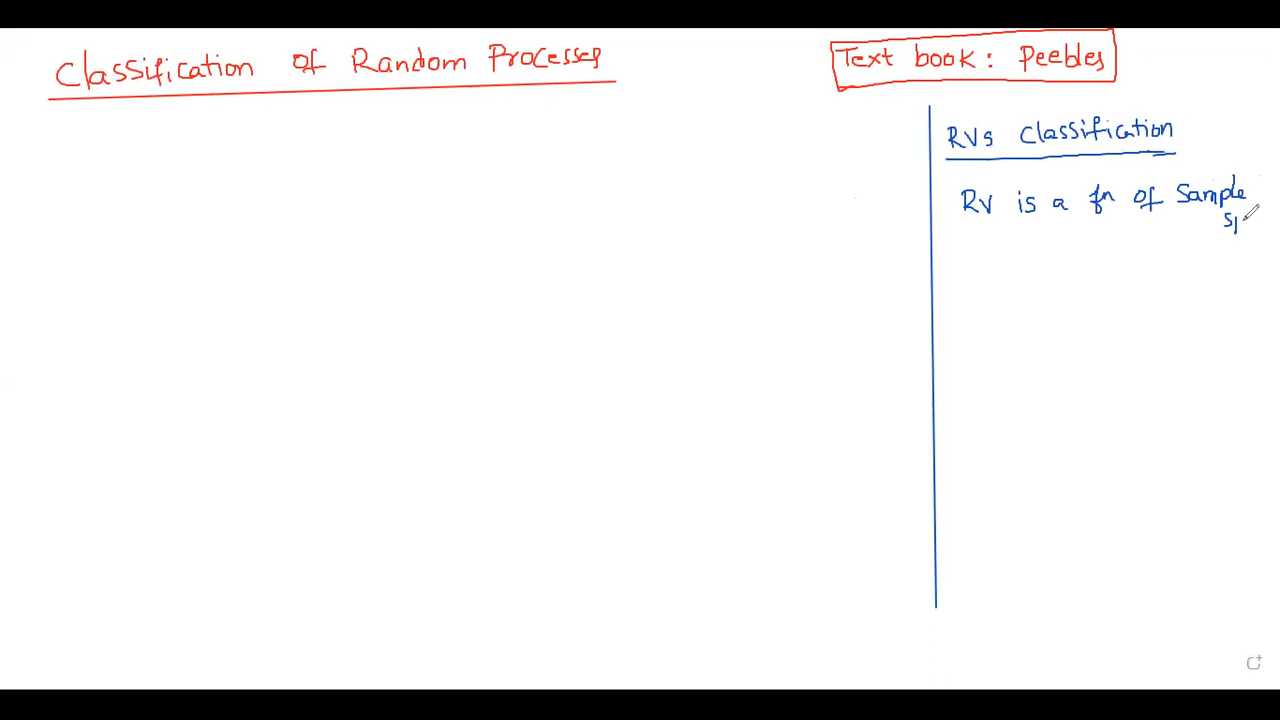 Classification of Random Processes
Text book: Peebles
RVs Classification
RV is a fn of Sample